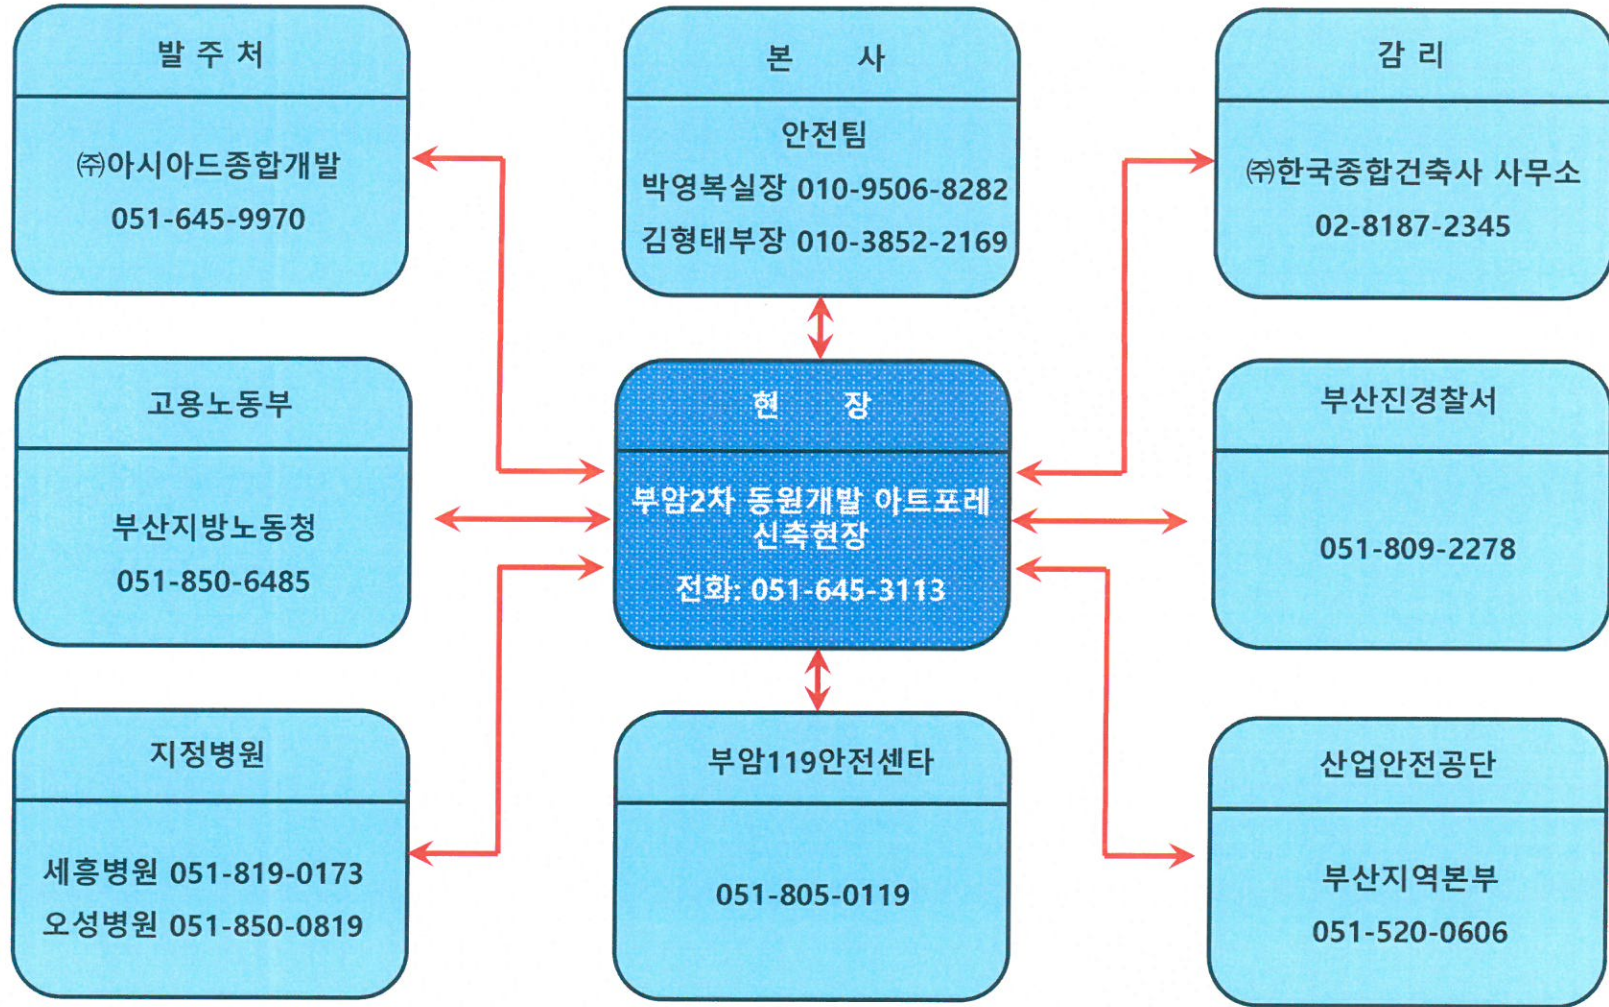 발 주 처
㈜아시아드종합개발
051-645-9970
본 사
안전팀
박영복실장 010-9506-8282
김형태부장 010-3852-2169
감 리
㈜한국종합건축사 사무소
02-8187-2345
고용노동부
부산지방노동청
051-850-6485
현 장
부암2차 동원개발 아트포레
신축현장
전화: 051-645-3113
부산진경찰서
051-809-2278
지정병원
세흥병원 051-819-0173
오성병원 051-850-0819
부암119안전센타
051-805-0119
산업안전공단
부산지역본부
051-520-0606